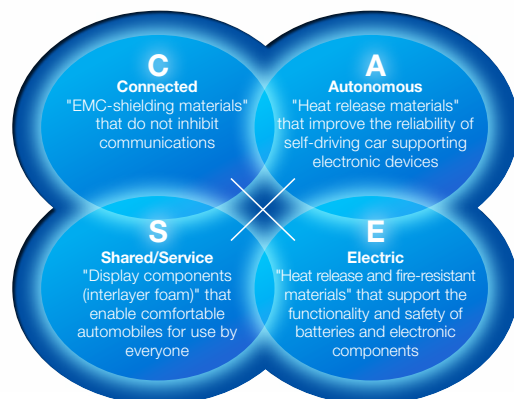 C
Connected
"EMC-shielding materials"
that do not inhibit
communications
A
Autonomous
"Heat release materials"
that improve the reliability of
self-driving car supporting
electronic devices
S
Shared/Service
"Display components
(interlayer foam)" that
enable comfortable
automobiles for use by
everyone
E
Electric
"Heat release and fire-resistant
materials" that support the
functionality and safety of
batteries and electronic
components